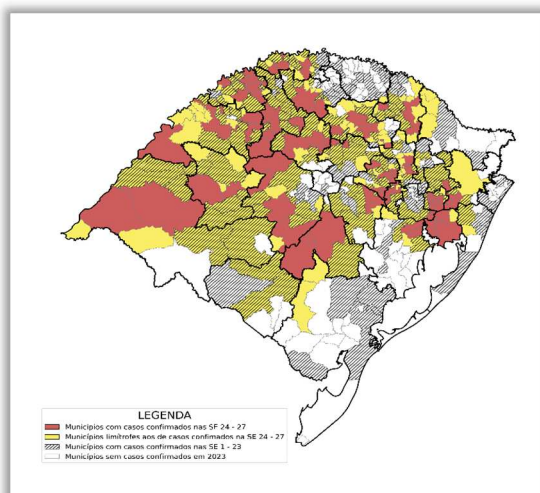 LEGENDA
Municípios com casos confirmados nas SE 24 - 27
Municípios limítrofes aos de casos confirmados na SE 24 - 27
Municípios com casos confirmados nas SE 1 - 23
Municípios sem casos confirmados em 2023